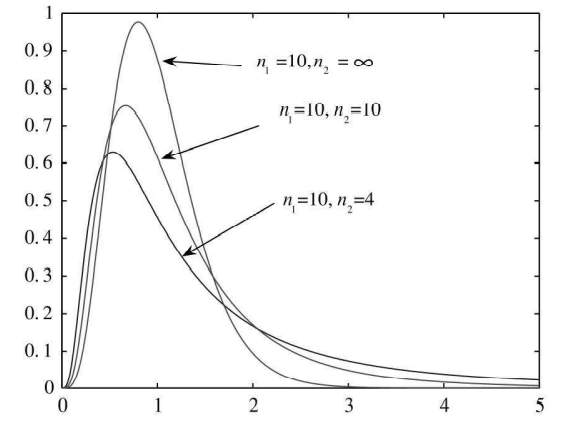 1
0.9
n₁ =10, n₂ = ∞
0.8
n₁=10, n₂=10
0.7
0.6
n₁=10, n₂=4
0.5
0.4
0.3
0.2
0.1
0
0 1 2 3 4 5